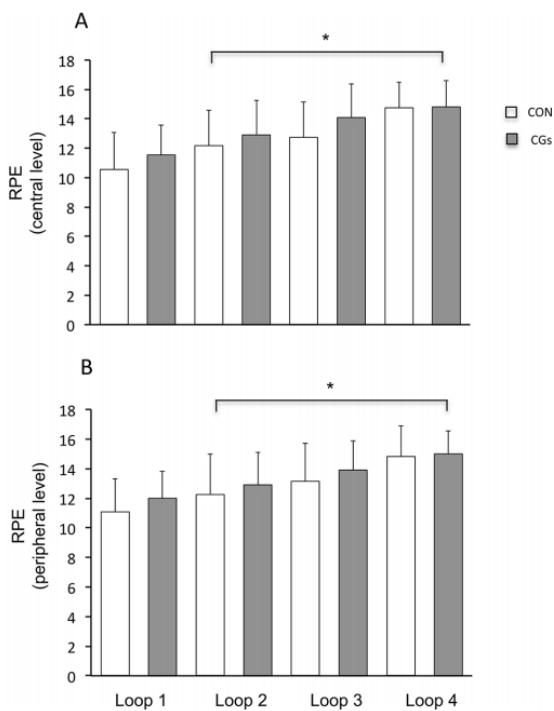 A
*
18
16
14
12
10
8
6
4
2
0
RPE
(central level)
CON
CGs
B
*
18
16
14
12
10
8
6
4
2
0
RPE
(peripheral level)
Loop 1 Loop 2 Loop 3 Loop 4